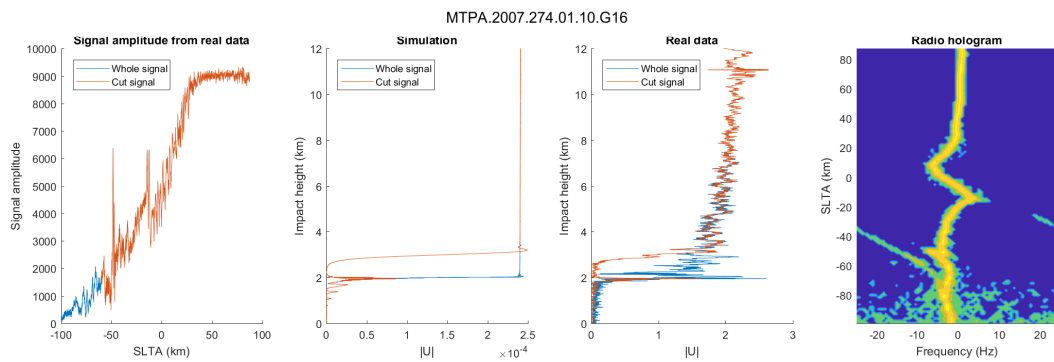 MTPA.2007.274.01.10.G16
Signal amplitude from real data
Simulation
Real data
Radio hologram
10000
9000
8000
7000
6000
5000
4000
3000
2000
1000
0
Signal amplitude
Whole signal
Cut signal
-100
-50
0
50
100
SLTA (km)
12
10
8
6
4
2
0
Impact height (km)
Whole signal
Cut signal
0
0.5
1
1.5
2
2.5
×10⁻⁴
|U|
12
10
8
6
4
2
0
Impact height (km)
Whole signal
Cut signal
0
1
2
3
|U|
80
60
40
20
0
-20
-40
-60
-80
SLTA (km)
-20
-10
0
10
20
Frequency (Hz)